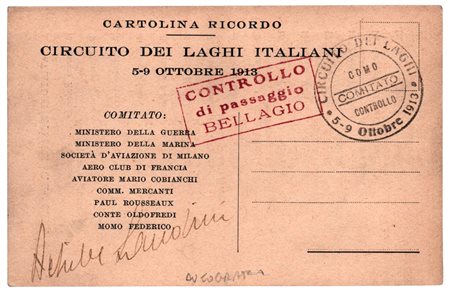 CARTOLINA RICORDO
CIRCUITO DEI LAGHI ITALIANI
5-9 OTTOBRE 1913
CONTROLLO
di passaggio
BELLAGIO
CIRCUITO DEI LAGHI
COMO
COMITATO
CONTROLLO
5-9 Ottobre 1913
COMITATO:
MINISTERO DELLA GUERRA
MINISTERO DELLA MARINA
SOCIETÀ D'AVIAZIONE DI MILANO
AERO CLUB DI FRANCIA
AVIATORE MARIO COBIANCHI
COMM. MERCANTI
PAUL ROUSSEAUX
CONTE OLDOFREDI
MOMO FEDERICO
Achille Landini